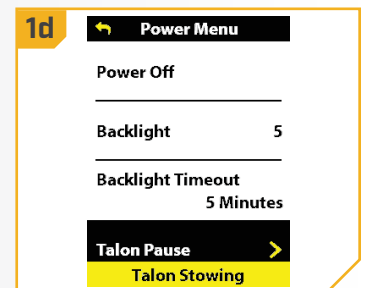 1d
Power Menu
Power Off
Backlight 5
Backlight Timeout
5 Minutes
Talon Pause
Talon Stowing